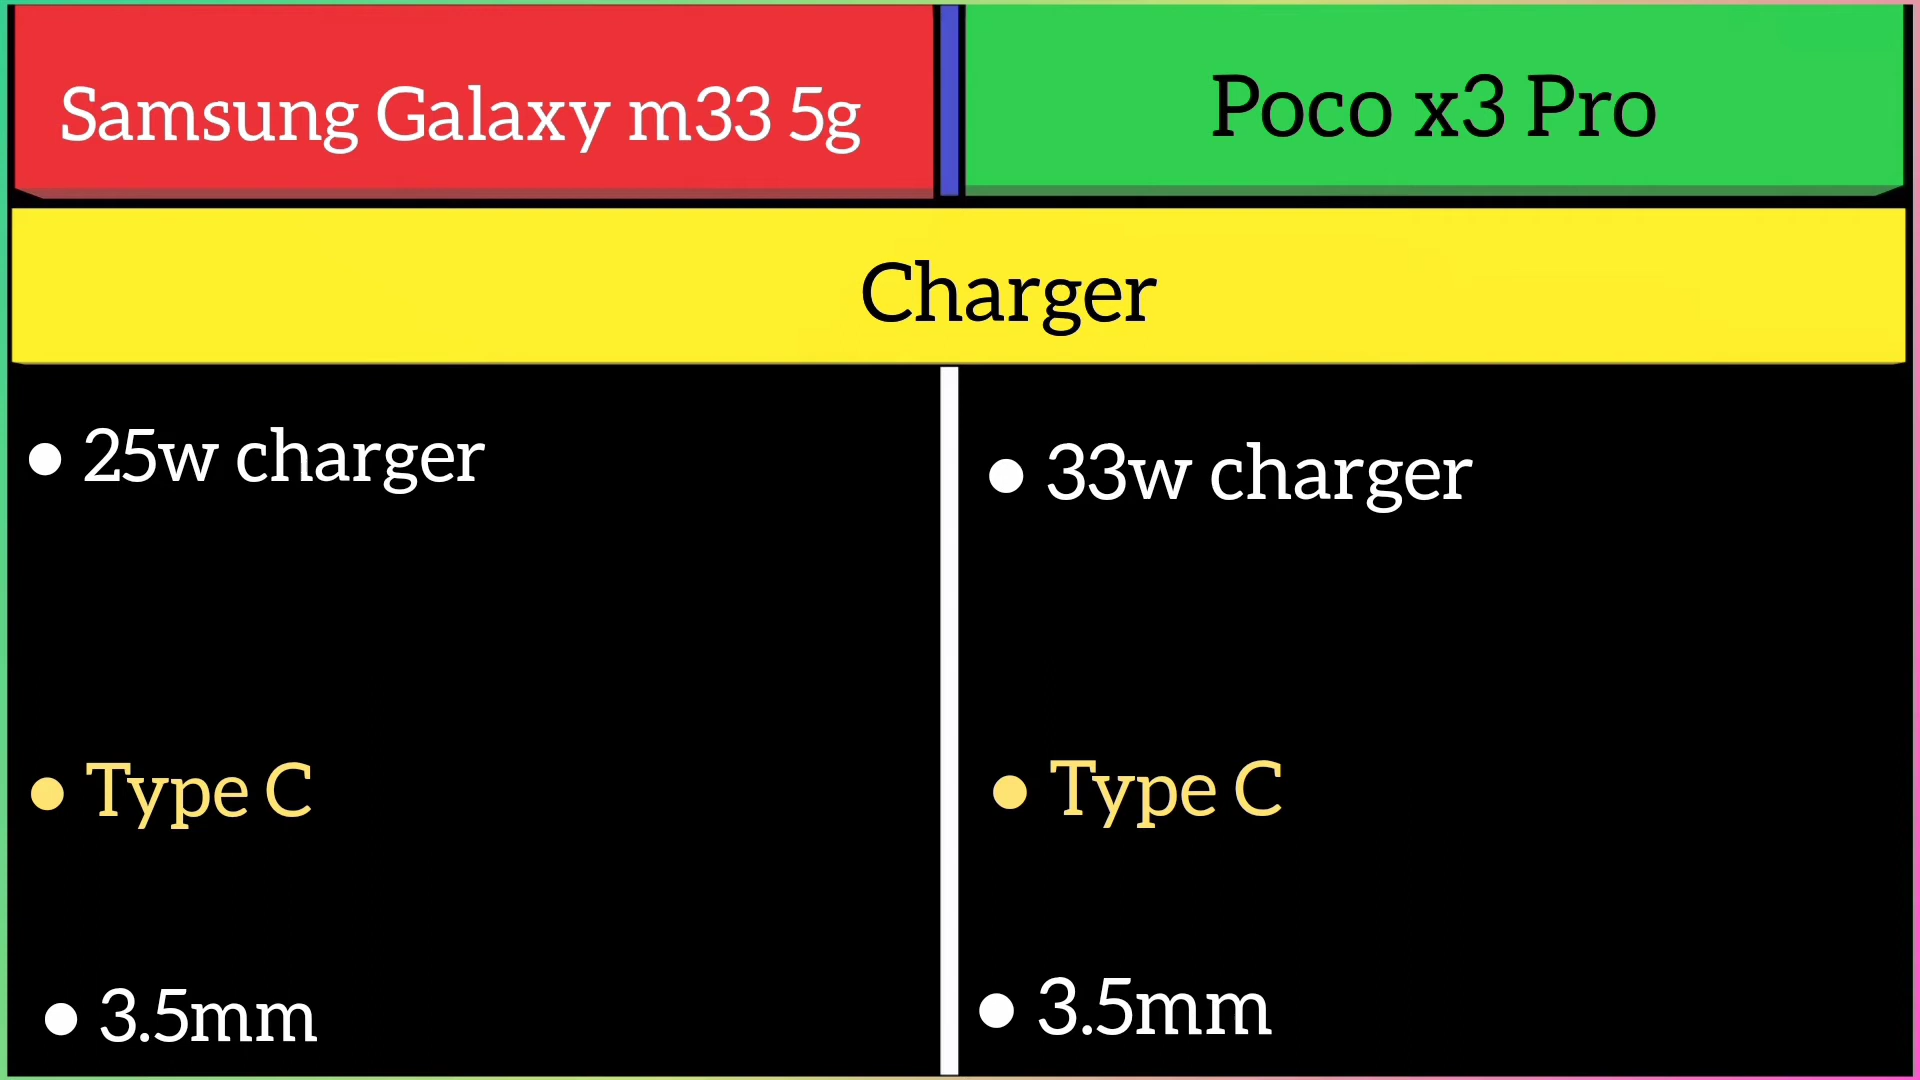 Samsung Galaxy m33 5g
Poco x3 Pro
Charger
• 25w charger
• 33w charger
• Type C
• Type C
• 3.5mm
• 3.5mm